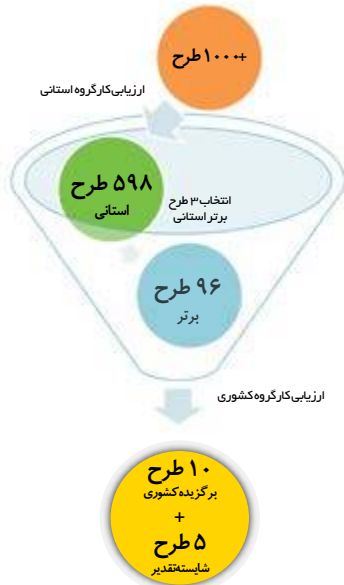 +۱۰۰۰ طرح
ارزیابی کارگروه استانی
۵۹۸ طرح
استانی
انتخاب ۳ طرح
برتر استانی
۹۶ طرح
برتر
ارزیابی کارگروه کشوری
۱۰ طرح
برگزیده کشوری
+
۵ طرح
شایسته تقدیر